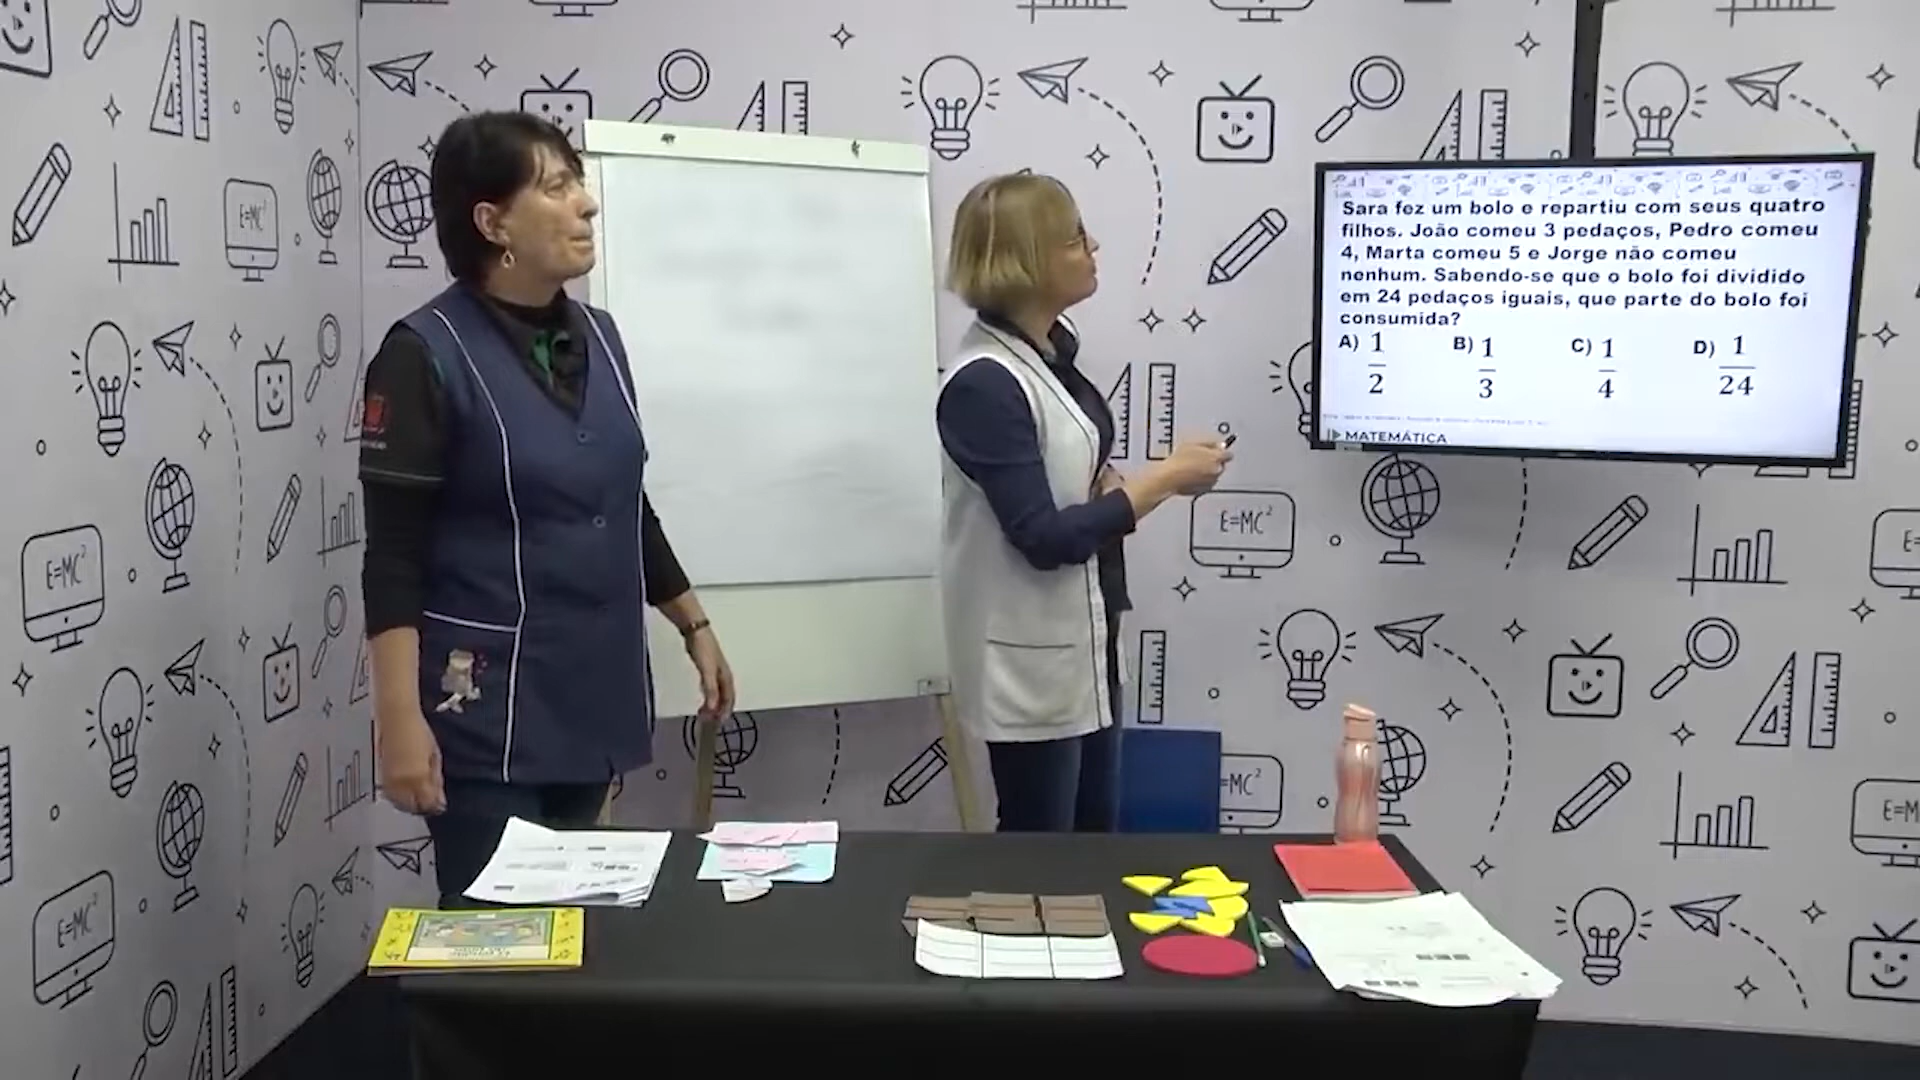 Sara fez um bolo e repartiu com seus quatro
filhos. João comeu 3 pedaços, Pedro comeu
4, Marta comeu 5 e Jorge não comeu
nenhum. Sabendo-se que o bolo foi dividido
em 24 pedaços iguais, que parte do bolo foi
consumida?
A) 1/2 B) 1/3 C) 1/4 D) 1/24
MATEMÁTICA
E=MC²
E=MC²
E=MC²
E=MC²
=MC²
E=
E=M